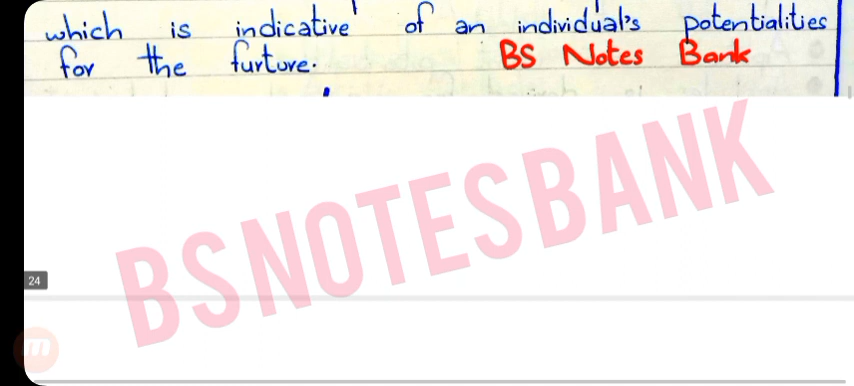 which is indicative of an individual's potentialities
for the furture.
BS Notes Bank
BSNOTESBANK
24
m